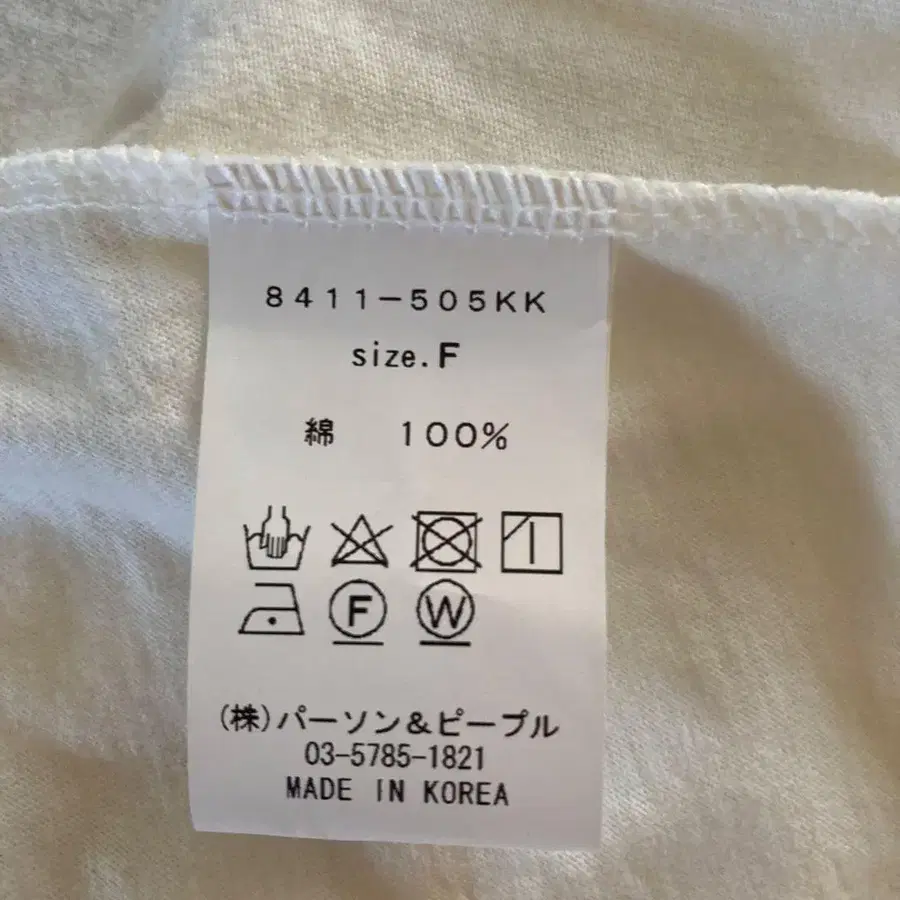 8411-505KK
size.F
綿 100%
F W
(株)パーソン&ピープル
03-5785-1821
MADE IN KOREA